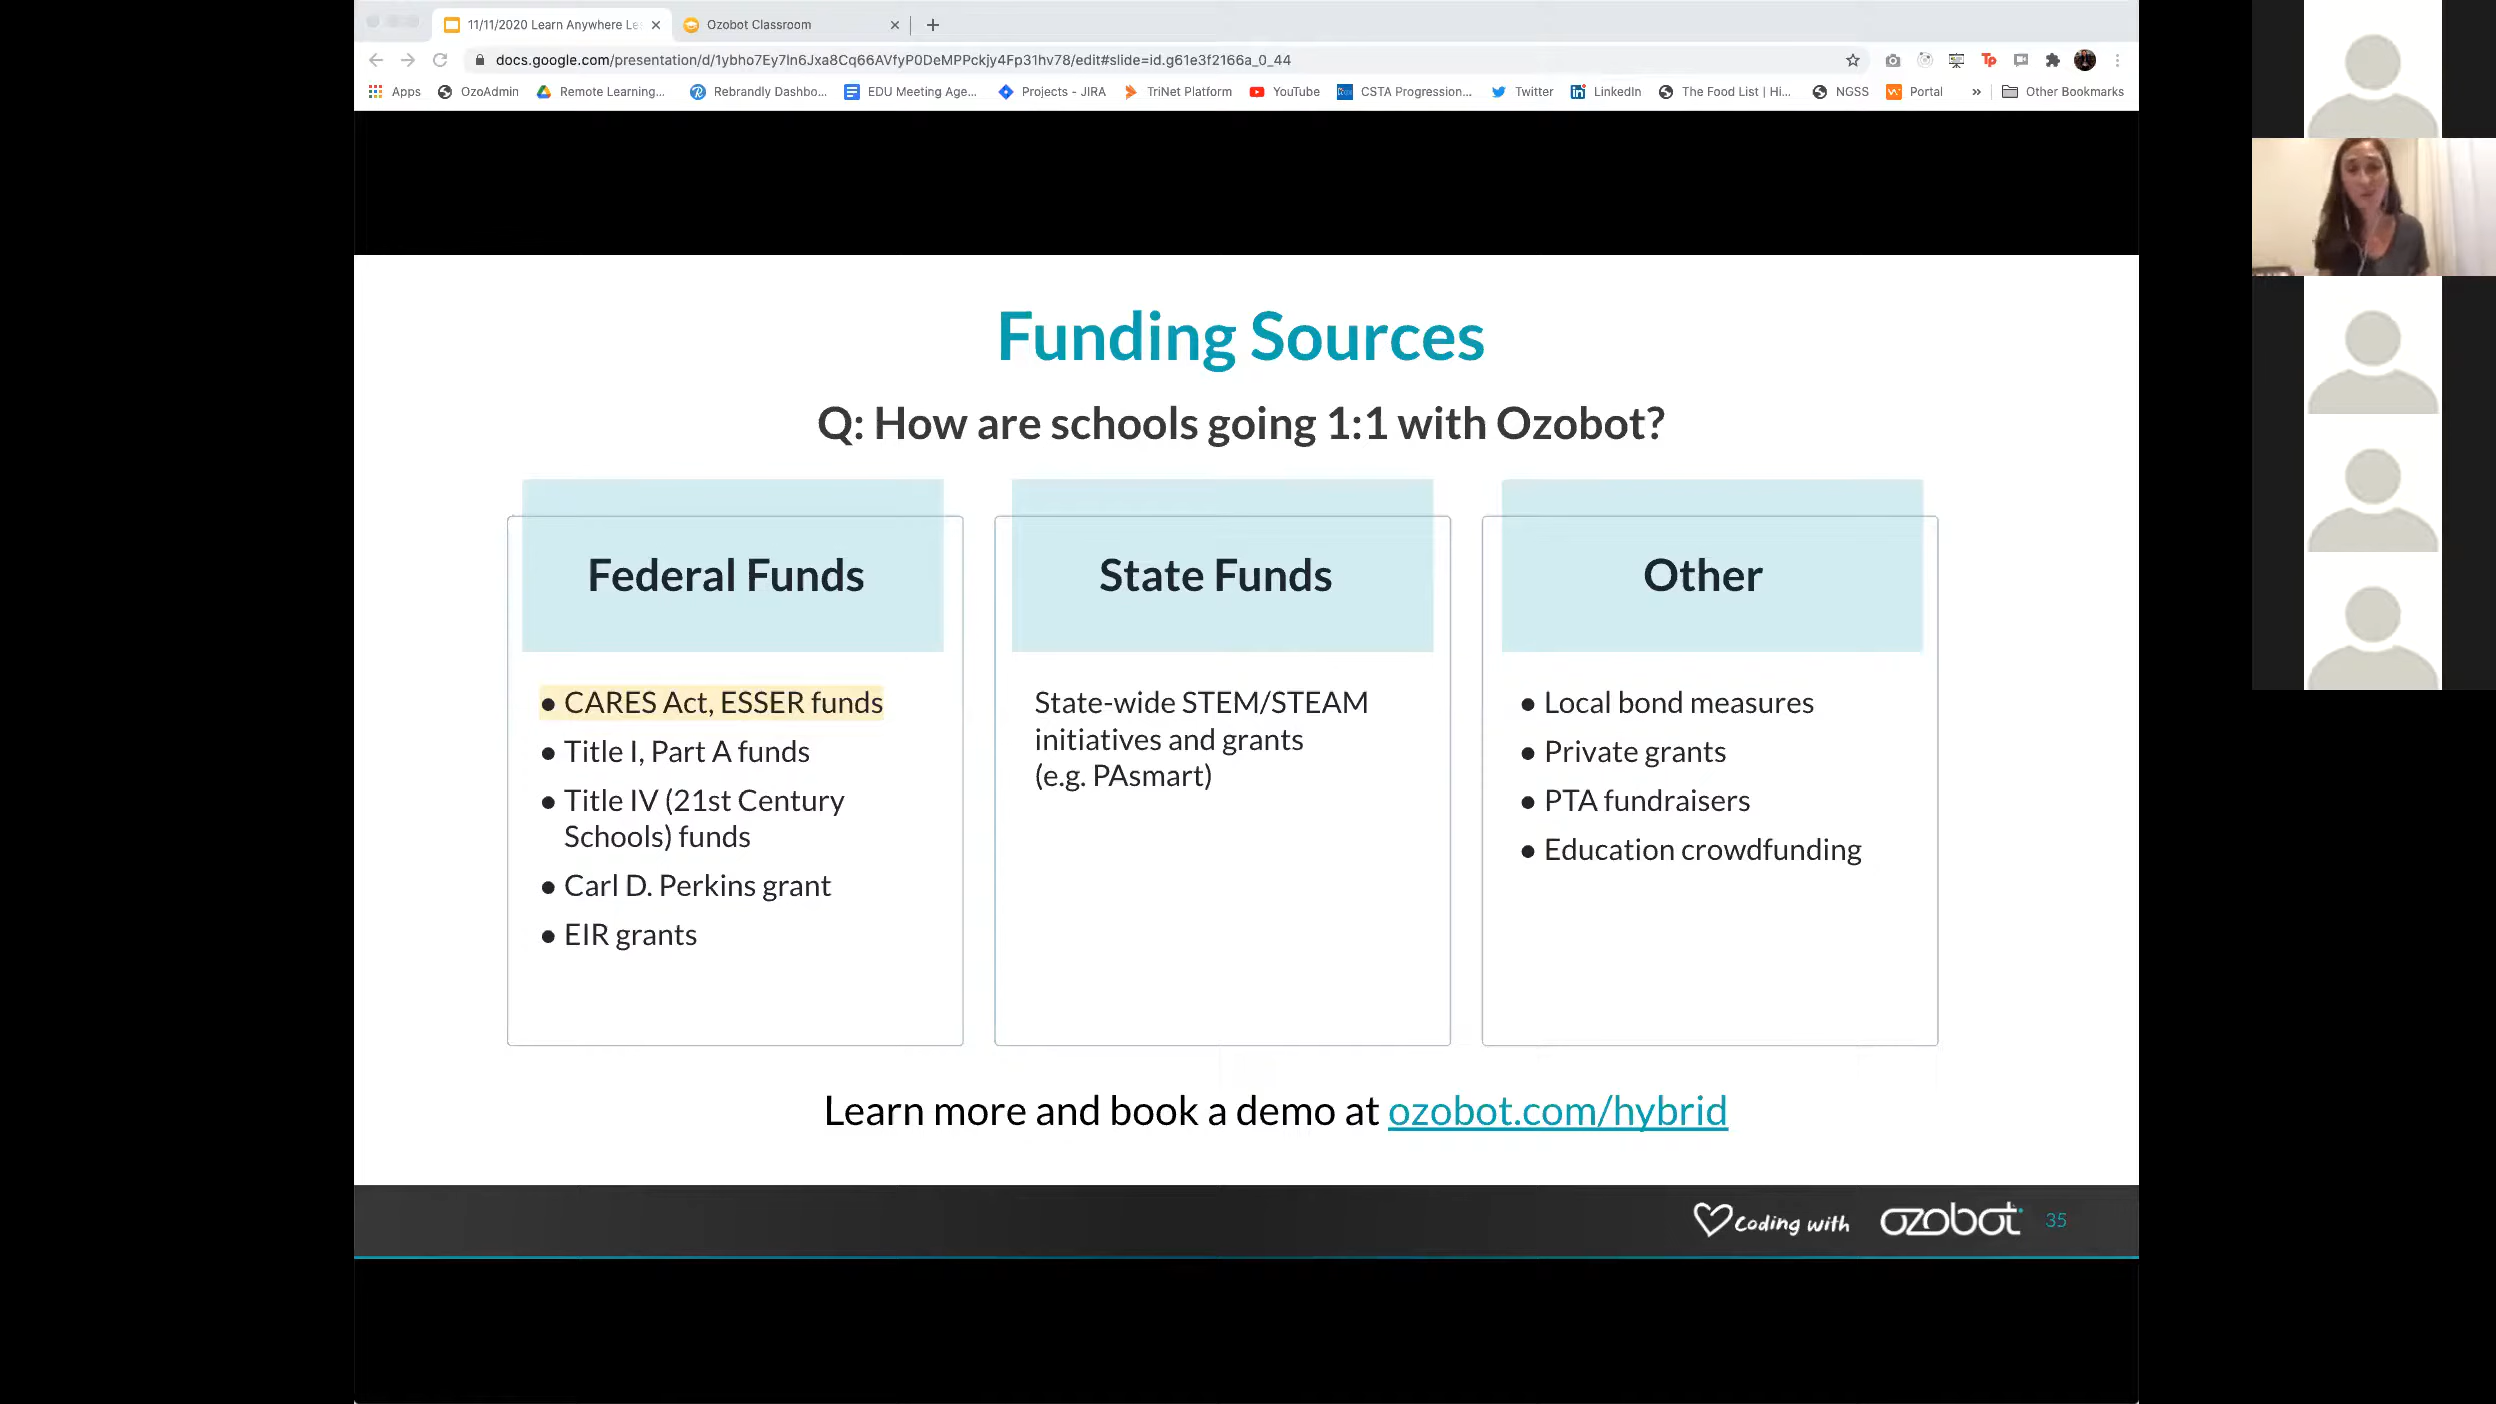 11/11/2020 Learn Anywhere Le
Ozobot Classroom
docs.google.com/presentation/d/1ybho7Ey7ln6Jxa8Cq66AVfyP0DeMPPckjy4Fp31hv78/edit#slide=id.g61e3f2166a_0_44
Apps OzoAdmin Remote Learning... Rebrandly Dashbo... EDU Meeting Age... Projects - JIRA TriNet Platform YouTube CSTA Progression... Twitter LinkedIn The Food List | Hi... NGSS Portal » Other Bookmarks
Funding Sources
Q: How are schools going 1:1 with Ozobot?
Federal Funds
● CARES Act, ESSER funds
● Title I, Part A funds
● Title IV (21st Century
Schools) funds
● Carl D. Perkins grant
● EIR grants
State Funds
State-wide STEM/STEAM
initiatives and grants
(e.g. PAsmart)
Other
● Local bond measures
● Private grants
● PTA fundraisers
● Education crowdfunding
Learn more and book a demo at ozobot.com/hybrid
Coding with ozobot 35